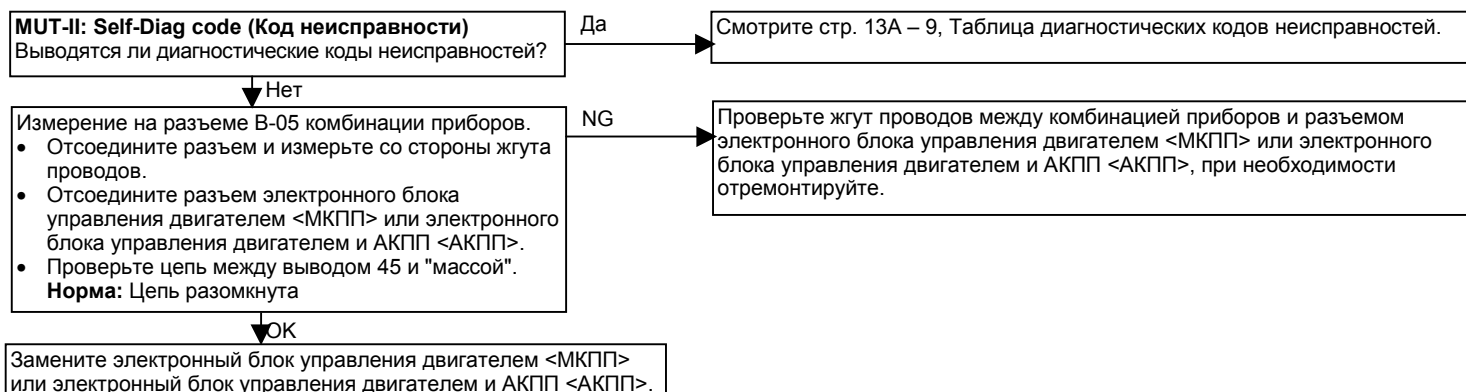 MUT-II: Self-Diag code (Код неисправности)
Выводятся ли диагностические коды неисправностей?
Да
Смотрите стр. 13A – 9, Таблица диагностических кодов неисправностей.
Нет
Измерение на разъеме B-05 комбинации приборов.
• Отсоедините разъем и измерьте со стороны жгута
проводов.
• Отсоедините разъем электронного блока
управления двигателем <МКПП> или электронного
блока управления двигателем и АКПП <АКПП>.
• Проверьте цепь между выводом 45 и "массой".
Норма: Цепь разомкнута
NG
Проверьте жгут проводов между комбинацией приборов и разъемом
электронного блока управления двигателем <МКПП> или электронного
блока управления двигателем и АКПП <АКПП>, при необходимости
отремонтируйте.
OK
Замените электронный блок управления двигателем <МКПП>
или электронный блок управления двигателем и АКПП <АКПП>.